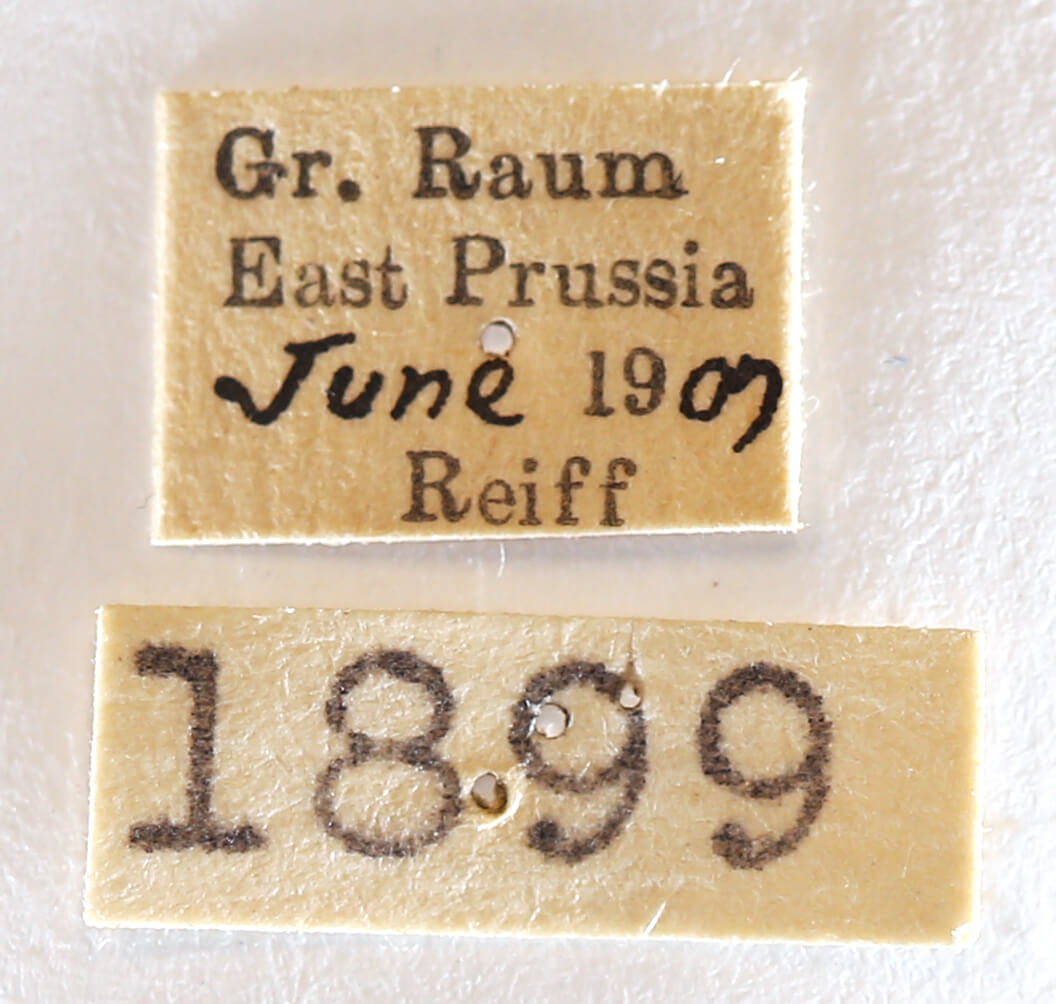 Gr. Raum
East Prussia
June 1907
Reiff
1899